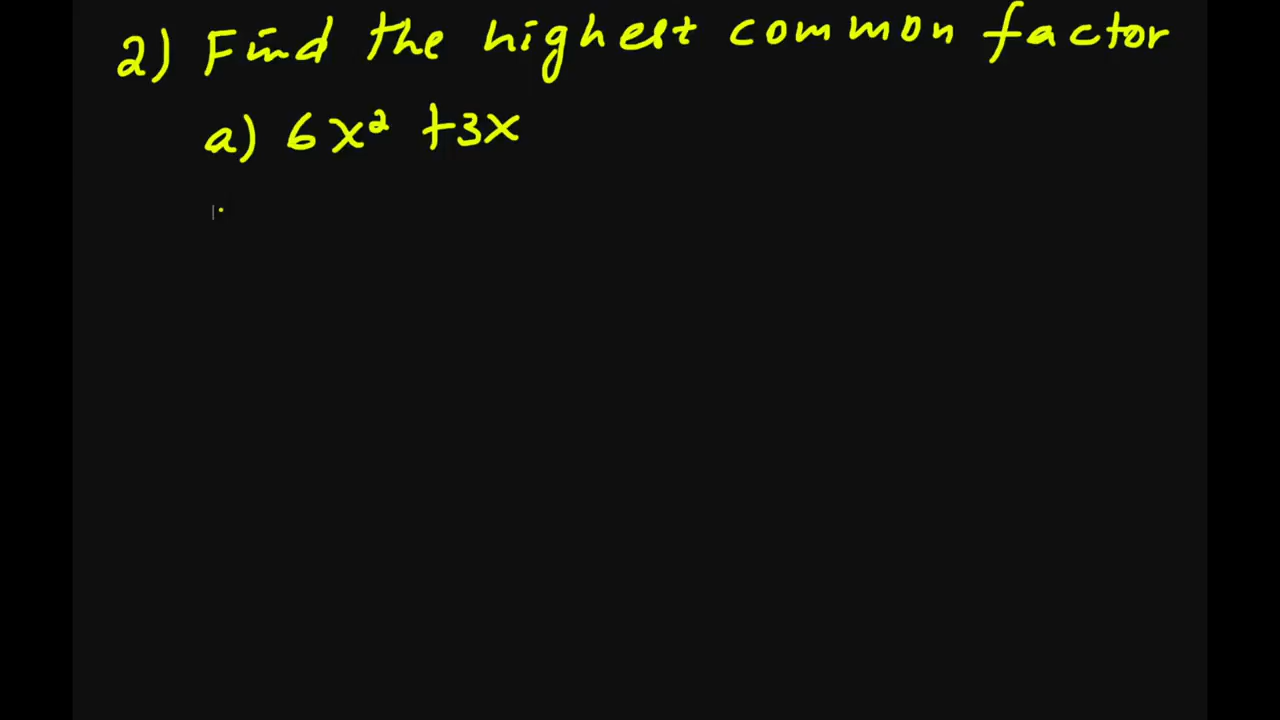 2) Find the highest common factor
a) 6x² +3x